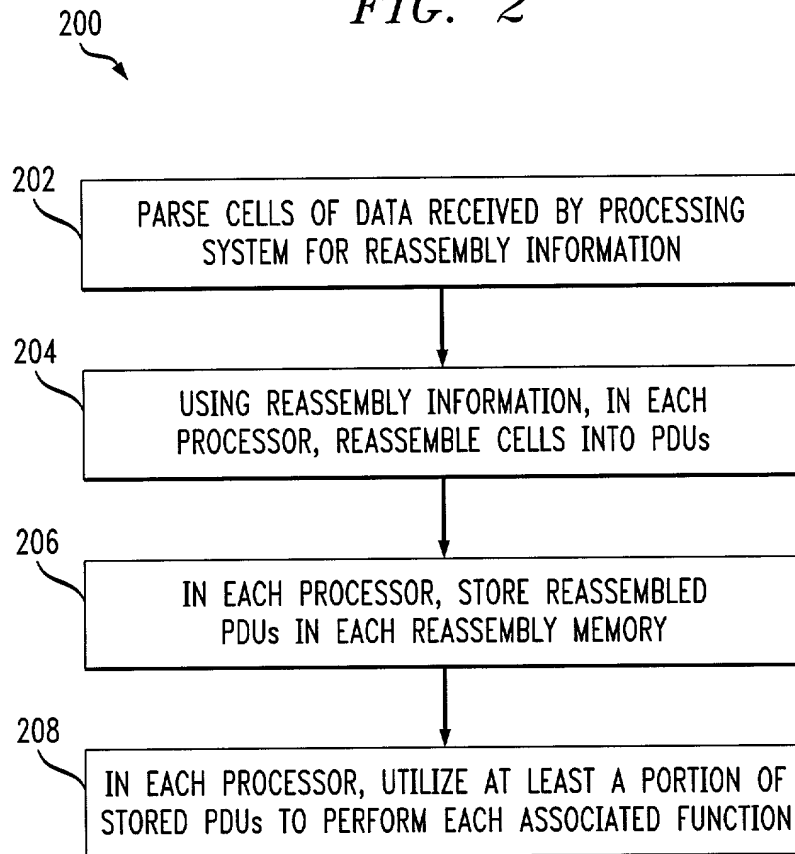 FIG. 2
200
202
PARSE CELLS OF DATA RECEIVED BY PROCESSING
SYSTEM FOR REASSEMBLY INFORMATION
204
USING REASSEMBLY INFORMATION, IN EACH
PROCESSOR, REASSEMBLE CELLS INTO PDUs
206
IN EACH PROCESSOR, STORE REASSEMBLED
PDUs IN EACH REASSEMBLY MEMORY
208
IN EACH PROCESSOR, UTILIZE AT LEAST A PORTION OF
STORED PDUs TO PERFORM EACH ASSOCIATED FUNCTION